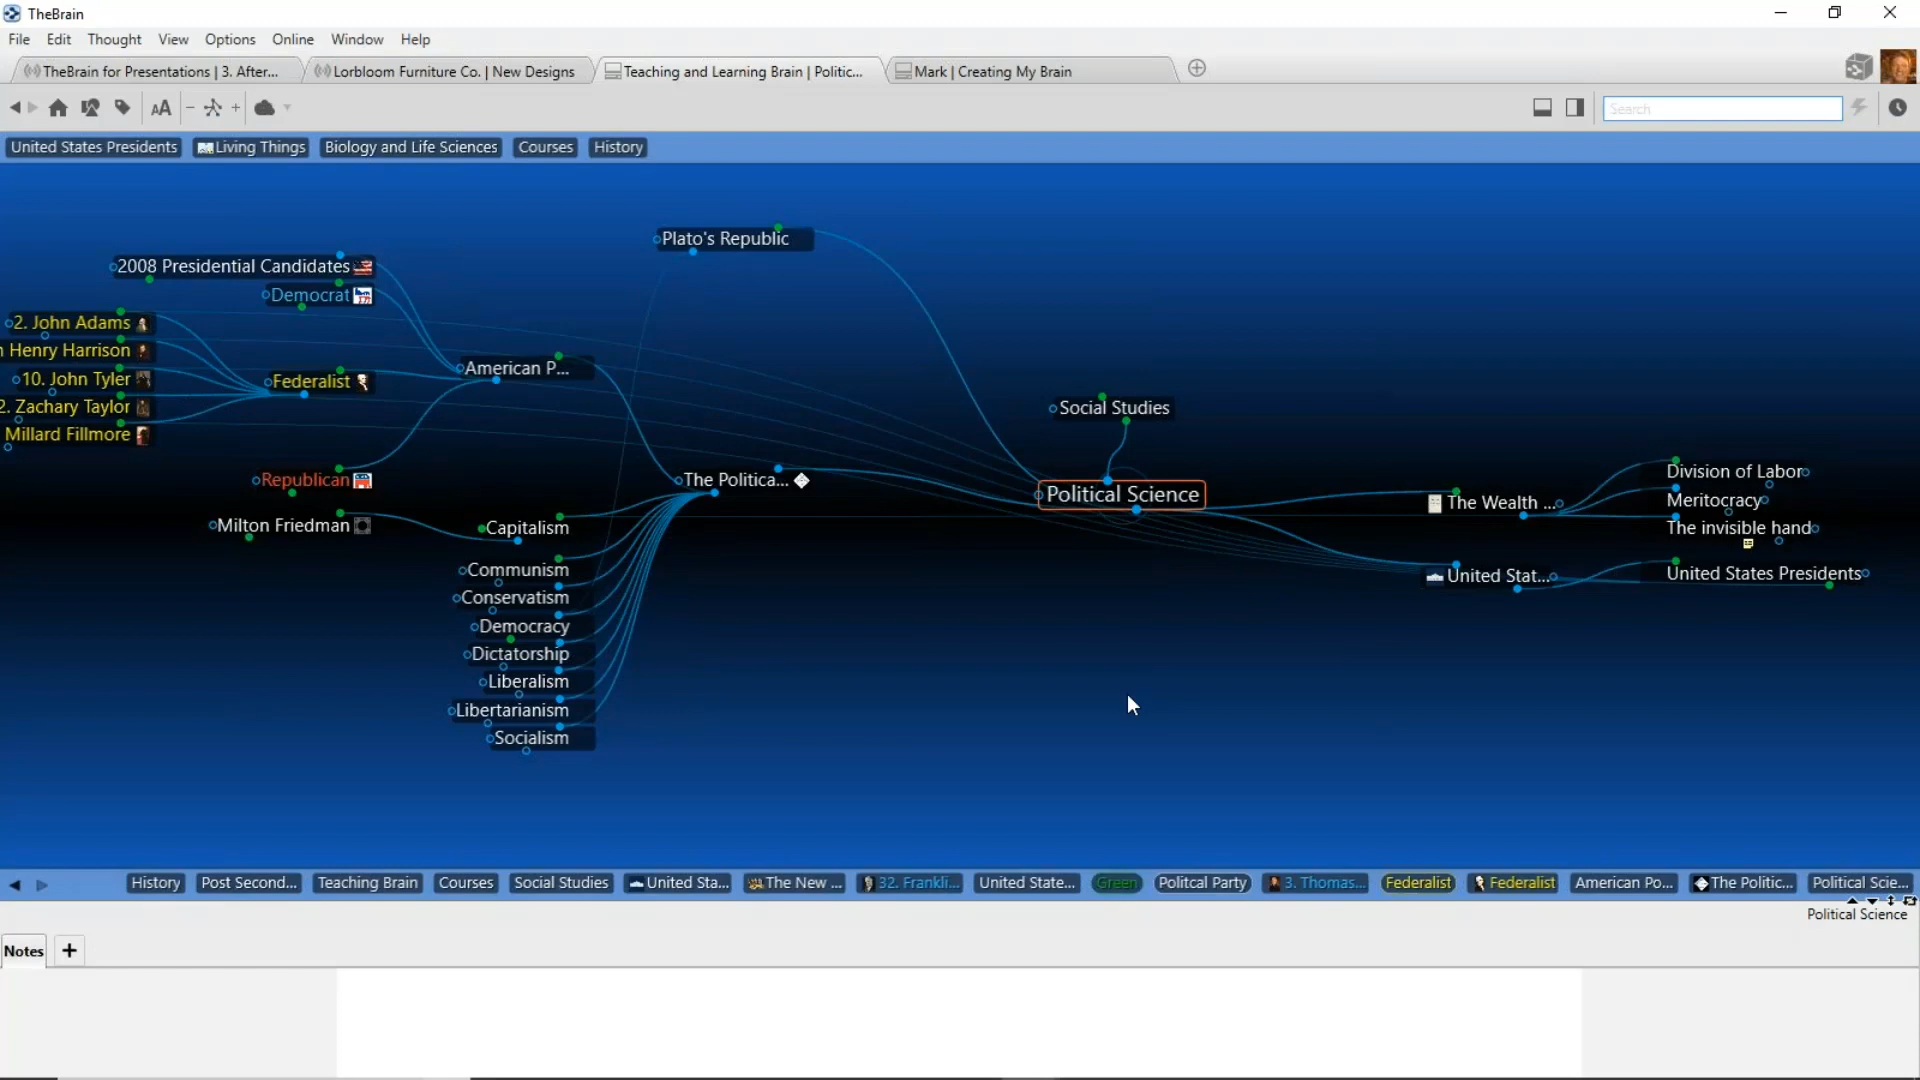 TheBrain
File Edit Thought View Options Online Window Help
TheBrain for Presentations | 3. After...
Lorbloom Furniture Co. | New Designs
Teaching and Learning Brain | Politic...
Mark | Creating My Brain
AA
Search
United States Presidents
Living Things
Biology and Life Sciences
Courses
History
Plato's Republic
2008 Presidential Candidates
Democrat
2. John Adams
Henry Harrison
10. John Tyler
2. Zachary Taylor
Millard Fillmore
Federalist
American P...
Republican
Milton Friedman
The Politica...
Capitalism
Communism
Conservatism
Democracy
Dictatorship
Liberalism
Libertarianism
Socialism
Social Studies
Political Science
The Wealth ...
United Stat...
Division of Labor
Meritocracy
The invisible hand
United States Presidents
History
Post Second...
Teaching Brain
Courses
Social Studies
United Sta...
The New ...
32. Frankli...
United State...
Green
Politcal Party
3. Thomas...
Federalist
Federalist
American Po...
The Politic...
Political Scie...
Political Science
Notes +